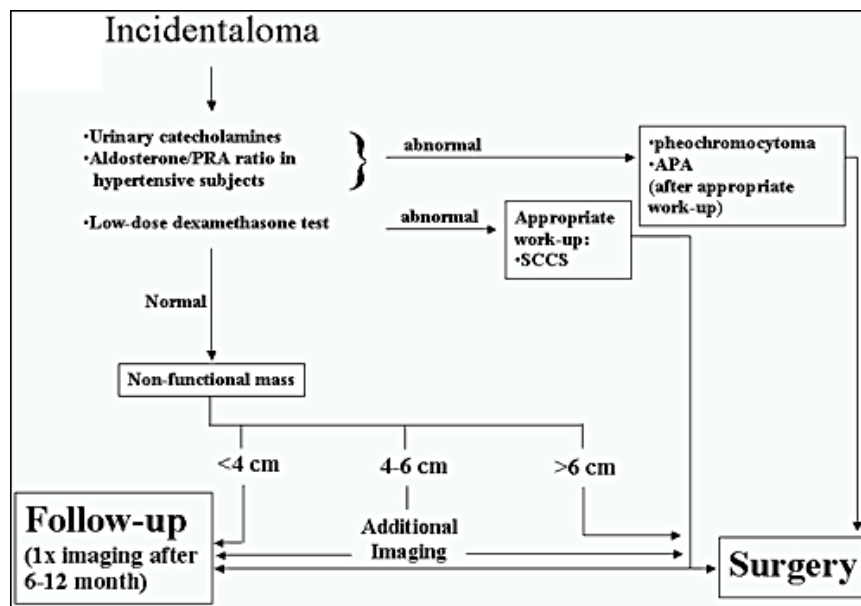 Incidentaloma
•Urinary catecholamines
•Aldosterone/PRA ratio in
hypertensive subjects
}
abnormal
•pheochromocytoma
•APA
(after appropriate
work-up)
•Low-dose dexamethasone test
abnormal
Appropriate
work-up:
•SCCS
Normal
Non-functional mass
<4 cm
4-6 cm
>6 cm
Follow-up
(1x imaging after
6-12 month)
Additional
Imaging
Surgery